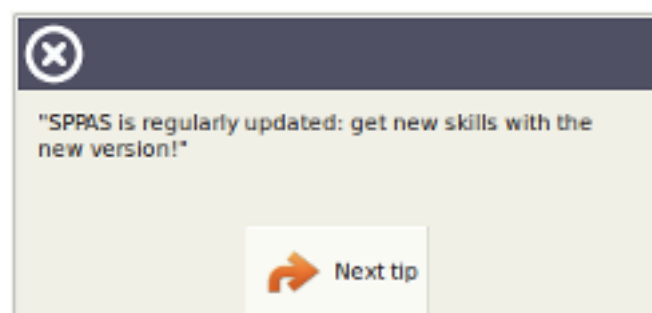 "SPPAS is regularly updated: get new skills with the
new version!"
Next tip